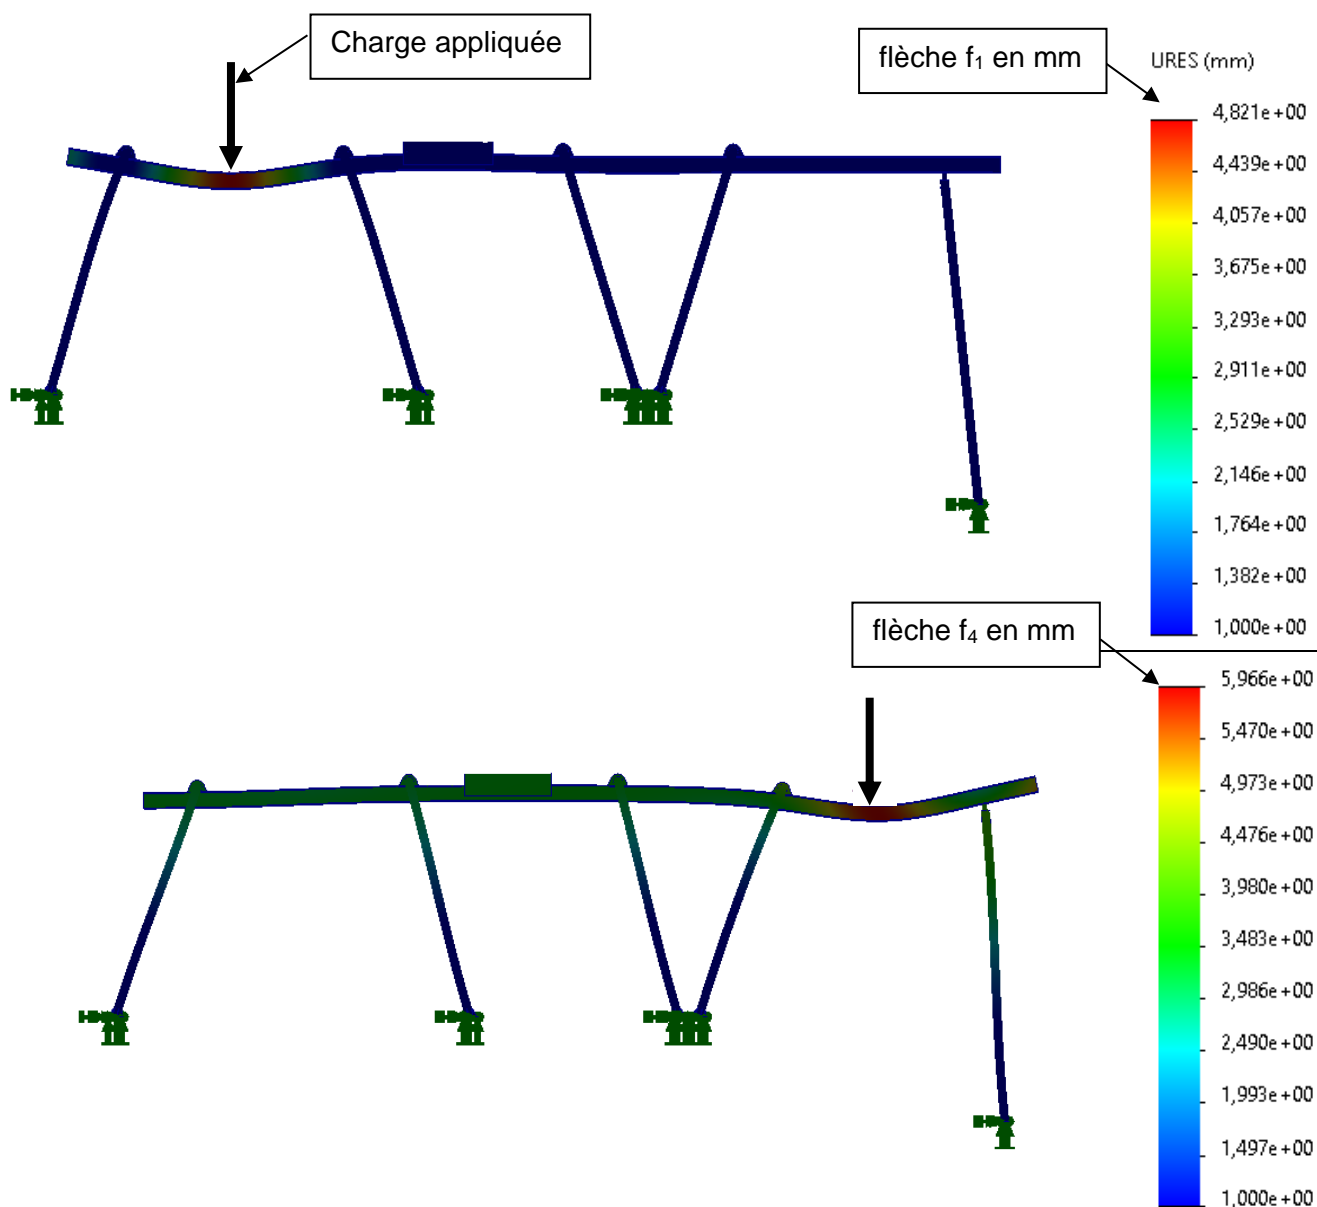 Charge appliquée
flèche f₁ en mm
URES (mm)
4,821e+00
4,439e+00
4,057e+00
3,675e+00
3,293e+00
2,911e+00
2,529e+00
2,146e+00
1,764e+00
1,382e+00
1,000e+00
flèche f₄ en mm
5,966e+00
5,470e+00
4,973e+00
4,476e+00
3,980e+00
3,483e+00
2,986e+00
2,490e+00
1,993e+00
1,497e+00
1,000e+00